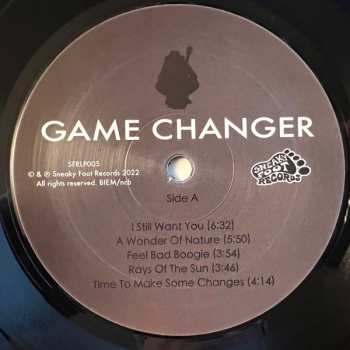 GAME CHANGER
SFRLP005
© & ℗ Sneaky Foot Records 2022
All rights reserved. BIEM/ncb
SNEAKY
FOOT
RECORDS
Side A
I Still Want You (6:32)
A Wonder Of Nature (5:50)
Feel Bad Boogie (3:54)
Rays Of The Sun (3:46)
Time To Make Some Changes (4:14)